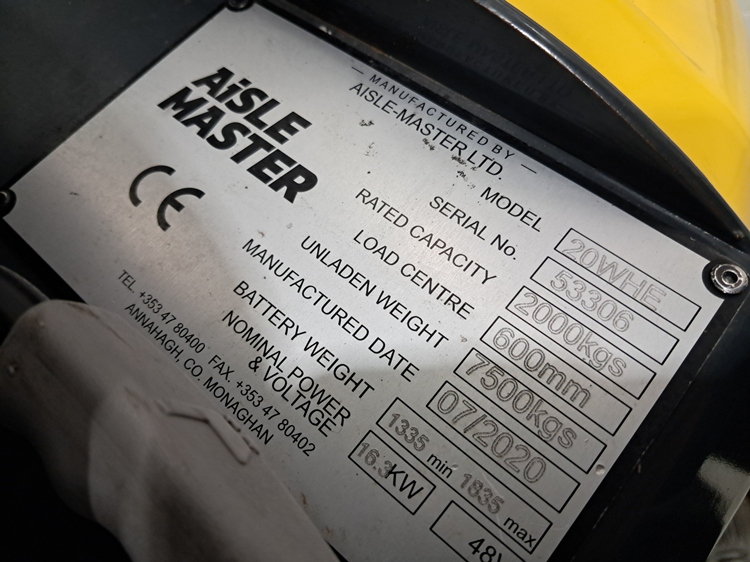 AiSLE
MASTER
— MANUFACTURED BY —
AISLE-MASTER LTD.
CE
MODEL 20WHE
SERIAL No. 53306
RATED CAPACITY 2000kgs
LOAD CENTRE 600mm
UNLADEN WEIGHT 7500kgs
MANUFACTURED DATE 07/2020
BATTERY WEIGHT 1335 min 1835 max
NOMINAL POWER
& VOLTAGE 16.3KW 48V
TEL. +353 47 80400 FAX. +353 47 80402
ANNAHAGH, CO. MONAGHAN